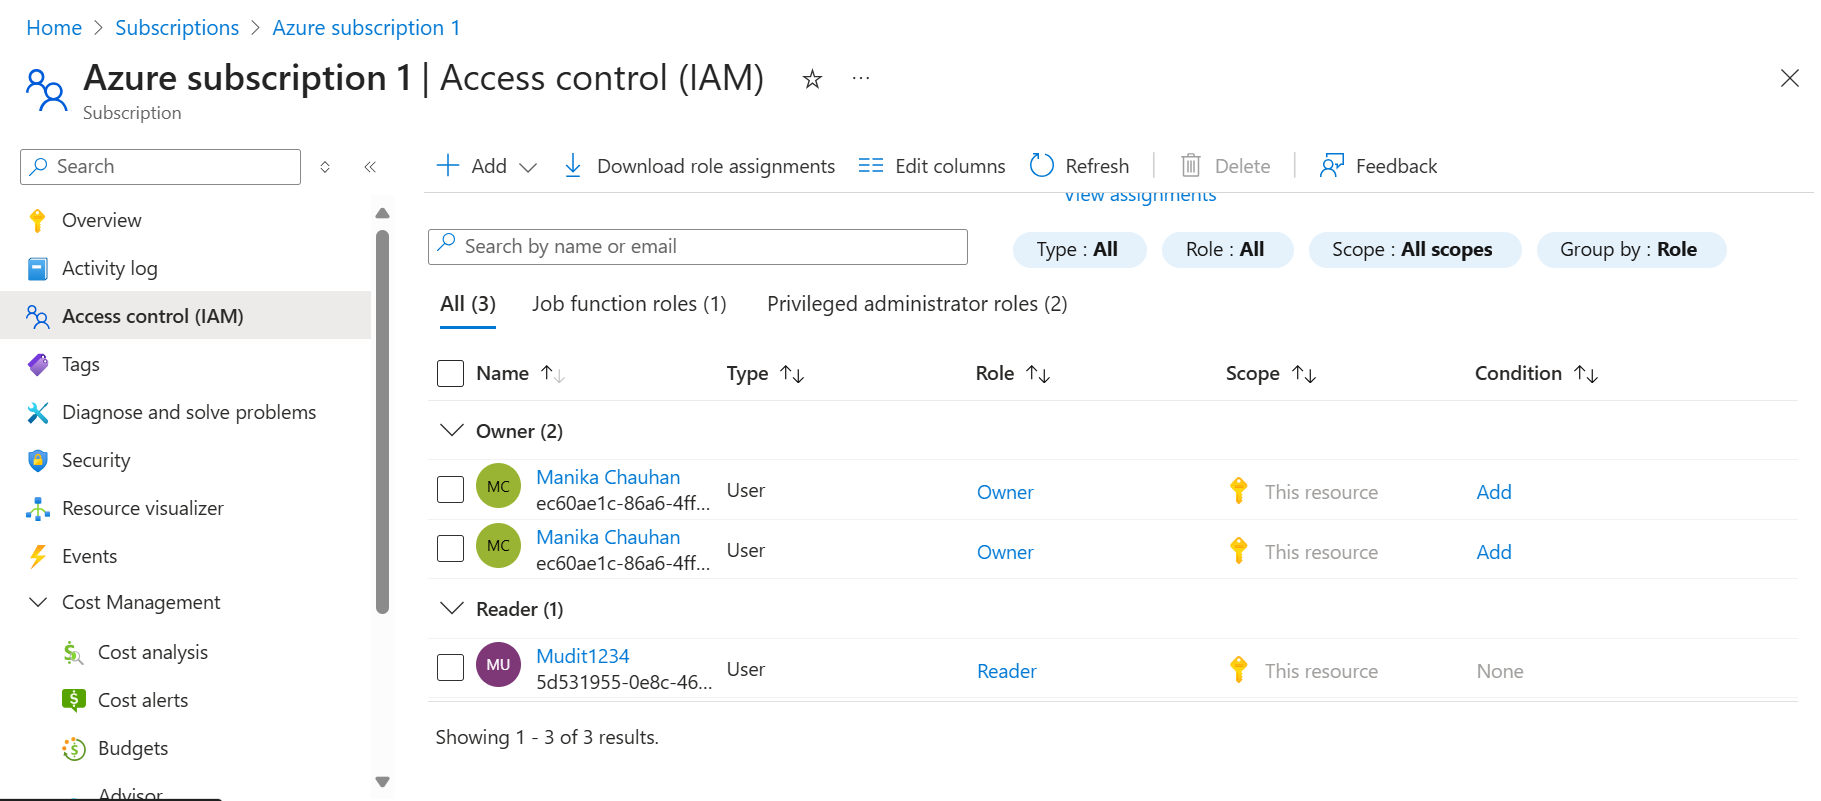 Home > Subscriptions > Azure subscription 1
Azure subscription 1 | Access control (IAM)
Subscription
Search
Overview
Activity log
Access control (IAM)
Tags
Diagnose and solve problems
Security
Resource visualizer
Events
Cost Management
Cost analysis
Cost alerts
Budgets
Advisor
Add
Download role assignments
Edit columns
Refresh
Delete
Feedback
View assignments
Search by name or email
Type : All
Role : All
Scope : All scopes
Group by : Role
All (3) Job function roles (1) Privileged administrator roles (2)
Name Type Role Scope Condition
Owner (2)
MC Manika Chauhan User Owner This resource Add
ec60ae1c-86a6-4ff...
MC Manika Chauhan User Owner This resource Add
ec60ae1c-86a6-4ff...
Reader (1)
MU Mudit1234 User Reader This resource None
5d531955-0e8c-46...
Showing 1 - 3 of 3 results.